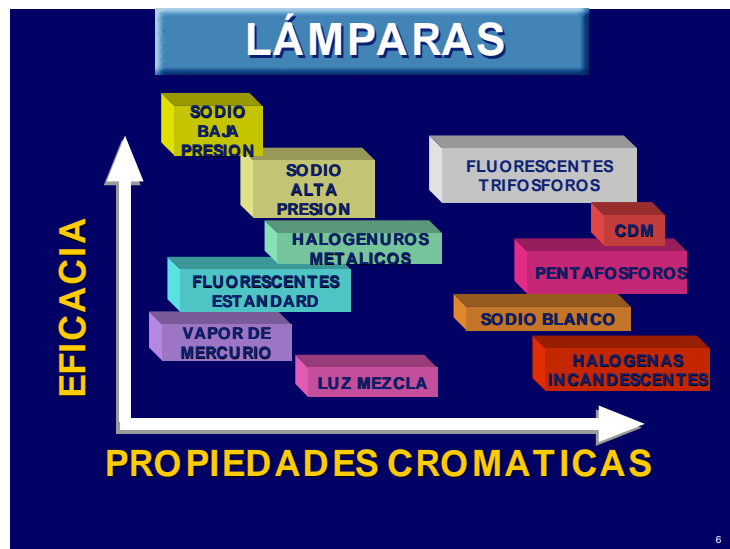 LÁMPARAS
SODIO
BAJA
PRESION
SODIO
ALTA
PRESION
FLUORESCENTES
TRIFOSFOROS
CDM
HALOGENUROS
METALICOS
PENTAFOSFOROS
FLUORESCENTES
ESTANDARD
SODIO BLANCO
VAPOR DE
MERCURIO
HALOGENAS
INCANDESCENTES
LUZ MEZCLA
EFICACIA
PROPIEDADES CROMATICAS
6